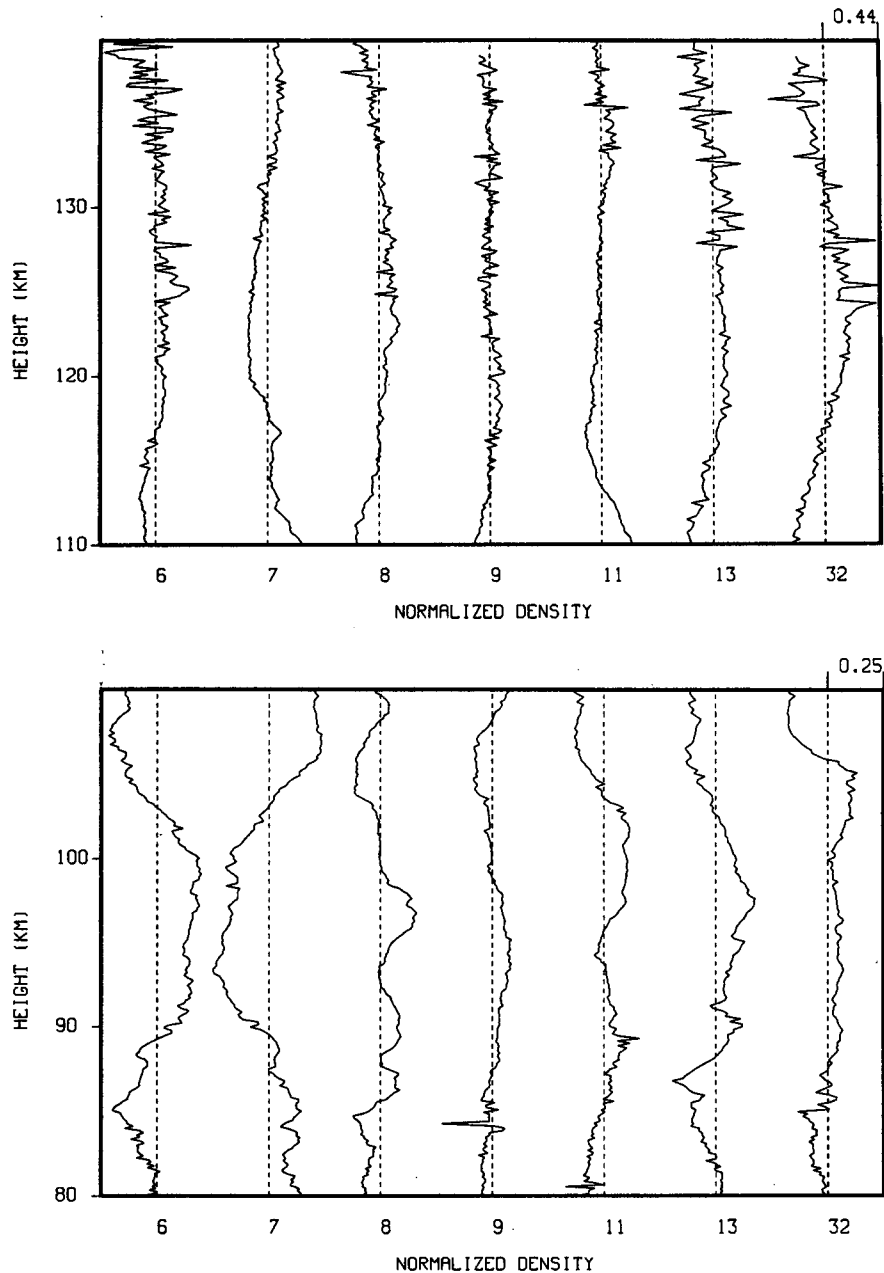 0.44
HEIGHT (KM)
130
120
110
6 7 8 9 11 13 32
NORMALIZED DENSITY
0.25
HEIGHT (KM)
100
90
80
6 7 8 9 11 13 32
NORMALIZED DENSITY